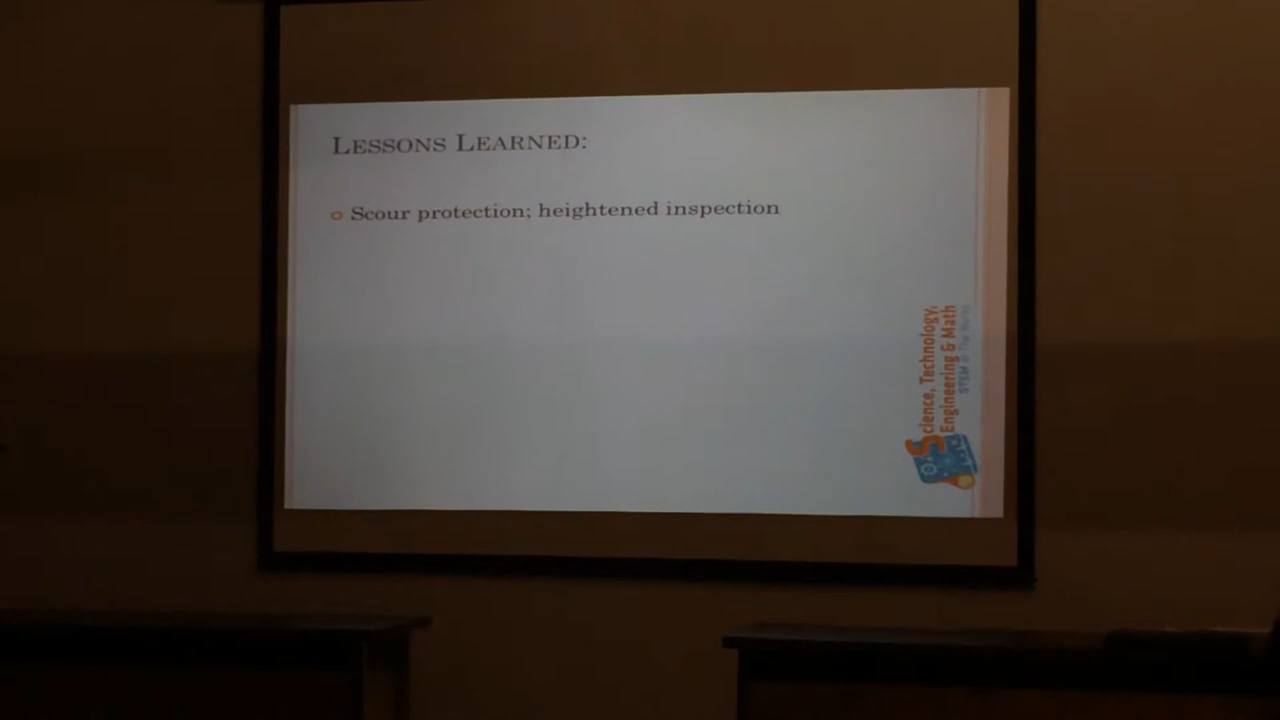 LESSONS LEARNED:
Scour protection; heightened inspection
Science, Technology,
Engineering & Math